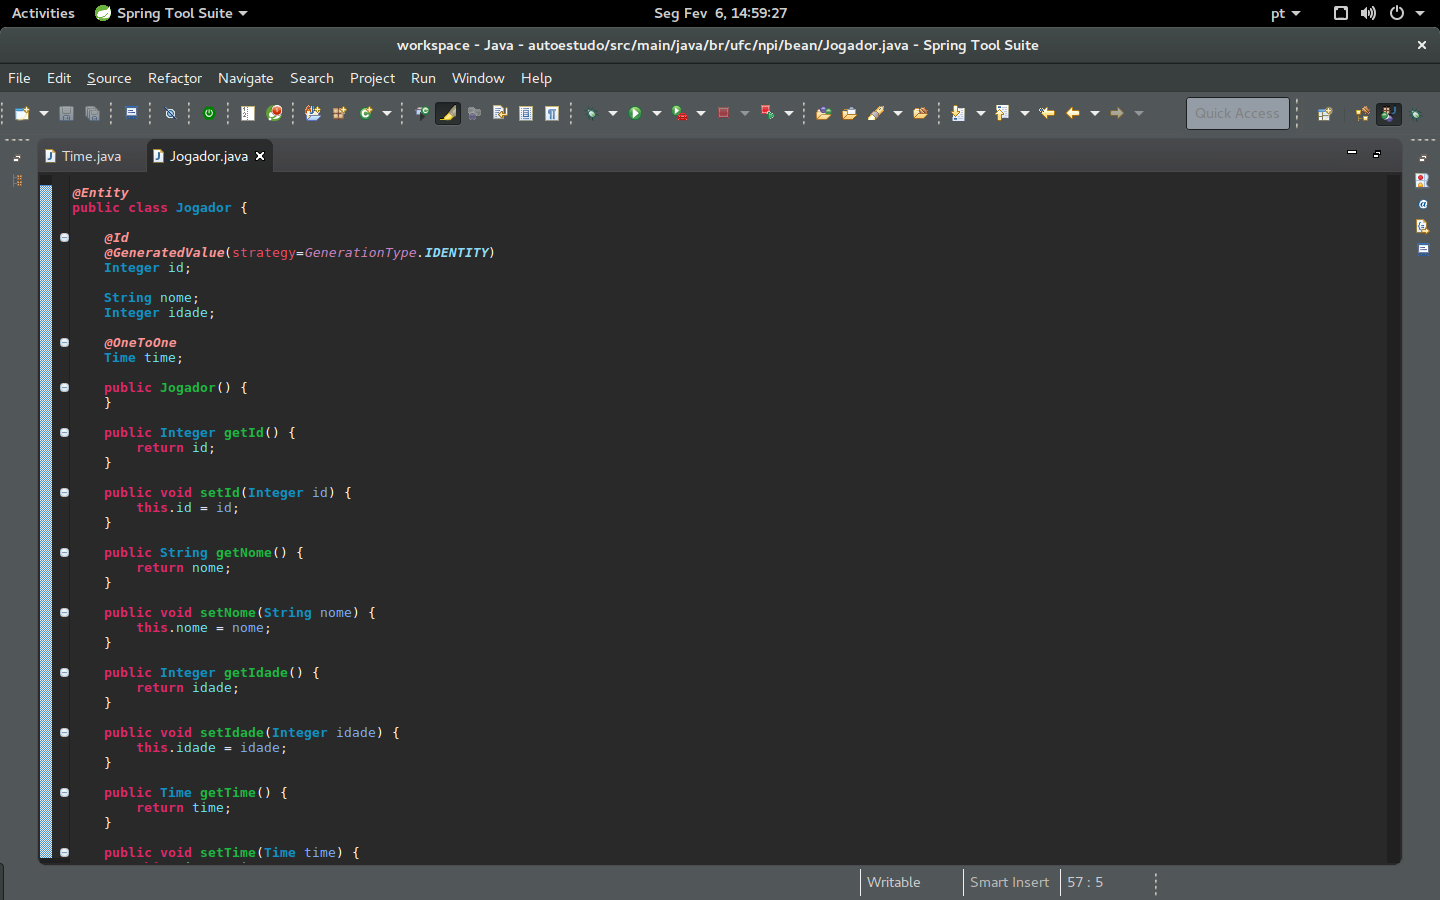 Activities Spring Tool Suite Seg Fev 6, 14:59:27 pt
workspace - Java - autoestudo/src/main/java/br/ufc/npi/bean/Jogador.java - Spring Tool Suite
File Edit Source Refactor Navigate Search Project Run Window Help
Quick Access
Time.java Jogador.java
@Entity
public class Jogador {
@Id
@GeneratedValue(strategy=GenerationType.IDENTITY)
Integer id;
String nome;
Integer idade;
@OneToOne
Time time;
public Jogador() {
}
public Integer getId() {
return id;
}
public void setId(Integer id) {
this.id = id;
}
public String getNome() {
return nome;
}
public void setNome(String nome) {
this.nome = nome;
}
public Integer getIdade() {
return idade;
}
public void setIdade(Integer idade) {
this.idade = idade;
}
public Time getTime() {
return time;
}
public void setTime(Time time) {
Writable Smart Insert 57 : 5